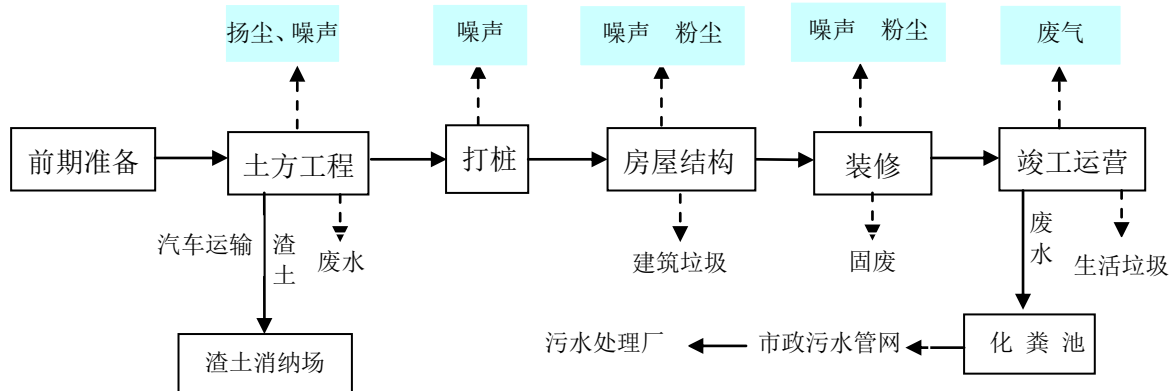 扬尘、噪声
噪声
噪声 粉尘
噪声 粉尘
废气
前期准备
土方工程
打桩
房屋结构
装修
竣工运营
汽车运输
渣土
废水
建筑垃圾
固废
废水
生活垃圾
渣土消纳场
污水处理厂
市政污水管网
化 粪 池